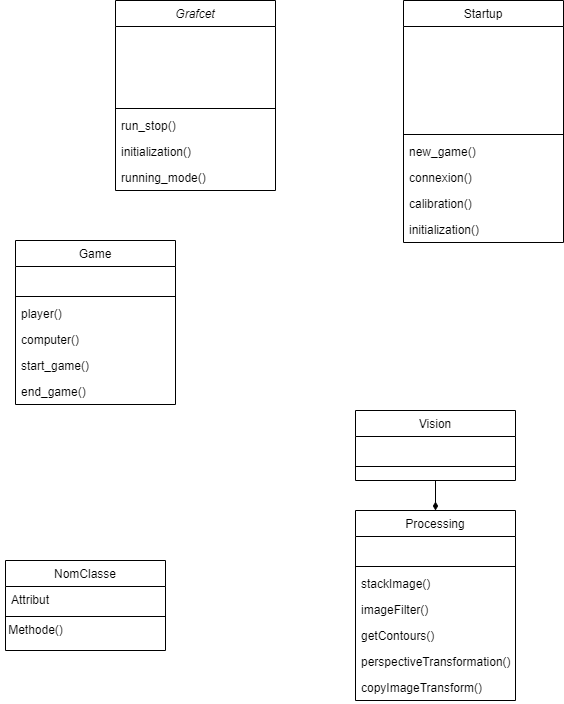 Grafcet
run_stop()
initialization()
running_mode()
Startup
new_game()
connexion()
calibration()
initialization()
Game
player()
computer()
start_game()
end_game()
Vision
Processing
stackImage()
imageFilter()
getContours()
perspectiveTransformation()
copyImageTransform()
NomClasse
Attribut
Methode()